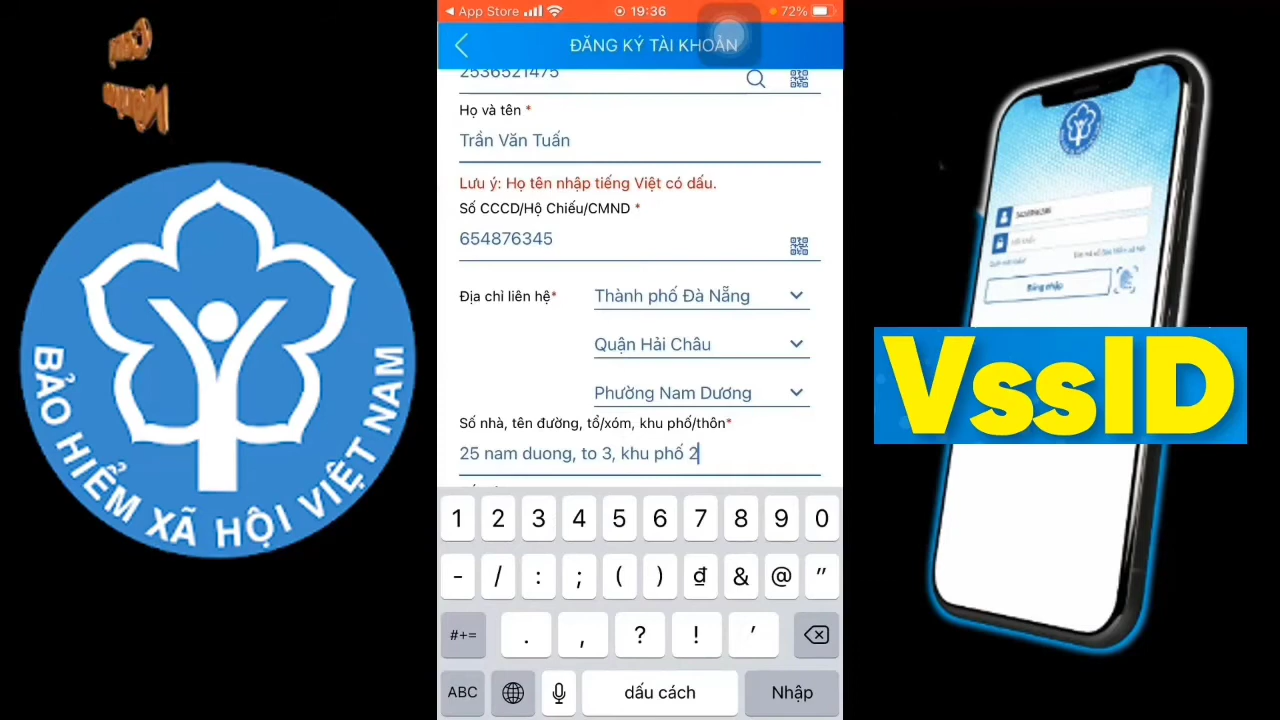 BẢO HIỂM XÃ HỘI VIỆT NAM
App Store
19:36
72%
ĐĂNG KÝ TÀI KHOẢN
2536521475
Họ và tên *
Trần Văn Tuấn
Lưu ý: Họ tên nhập tiếng Việt có dấu.
Số CCCD/Hộ Chiếu/CMND *
654876345
Địa chỉ liên hệ*
Thành phố Đà Nẵng
Quận Hải Châu
Phường Nam Dương
Số nhà, tên đường, tổ/xóm, khu phố/thôn*
25 nam duong, to 3, khu phố 2
1 2 3 4 5 6 7 8 9 0
- / : ; ( ) đ & @ "
#+= . , ? ! '
ABC dấu cách Nhập
Đăng nhập
VssID